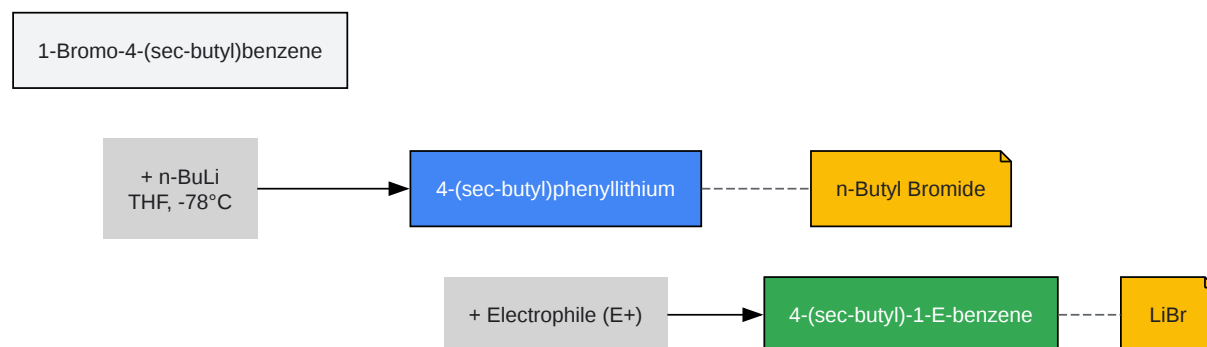 1-Bromo-4-(sec-butyl)benzene
+ n-BuLi
THF, -78°C
4-(sec-butyl)phenyllithium
n-Butyl Bromide
+ Electrophile (E+)
4-(sec-butyl)-1-E-benzene
LiBr